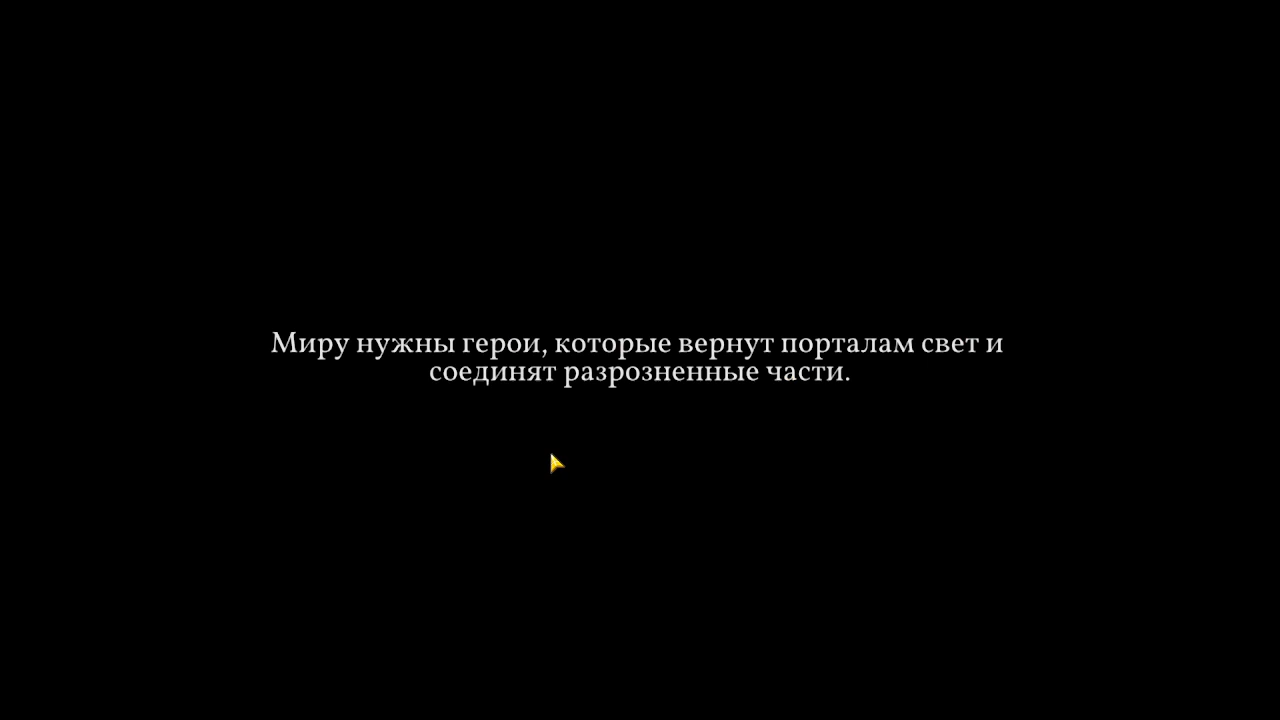 Миру нужны герои, которые вернут порталам свет и
соединят разрозненные части.